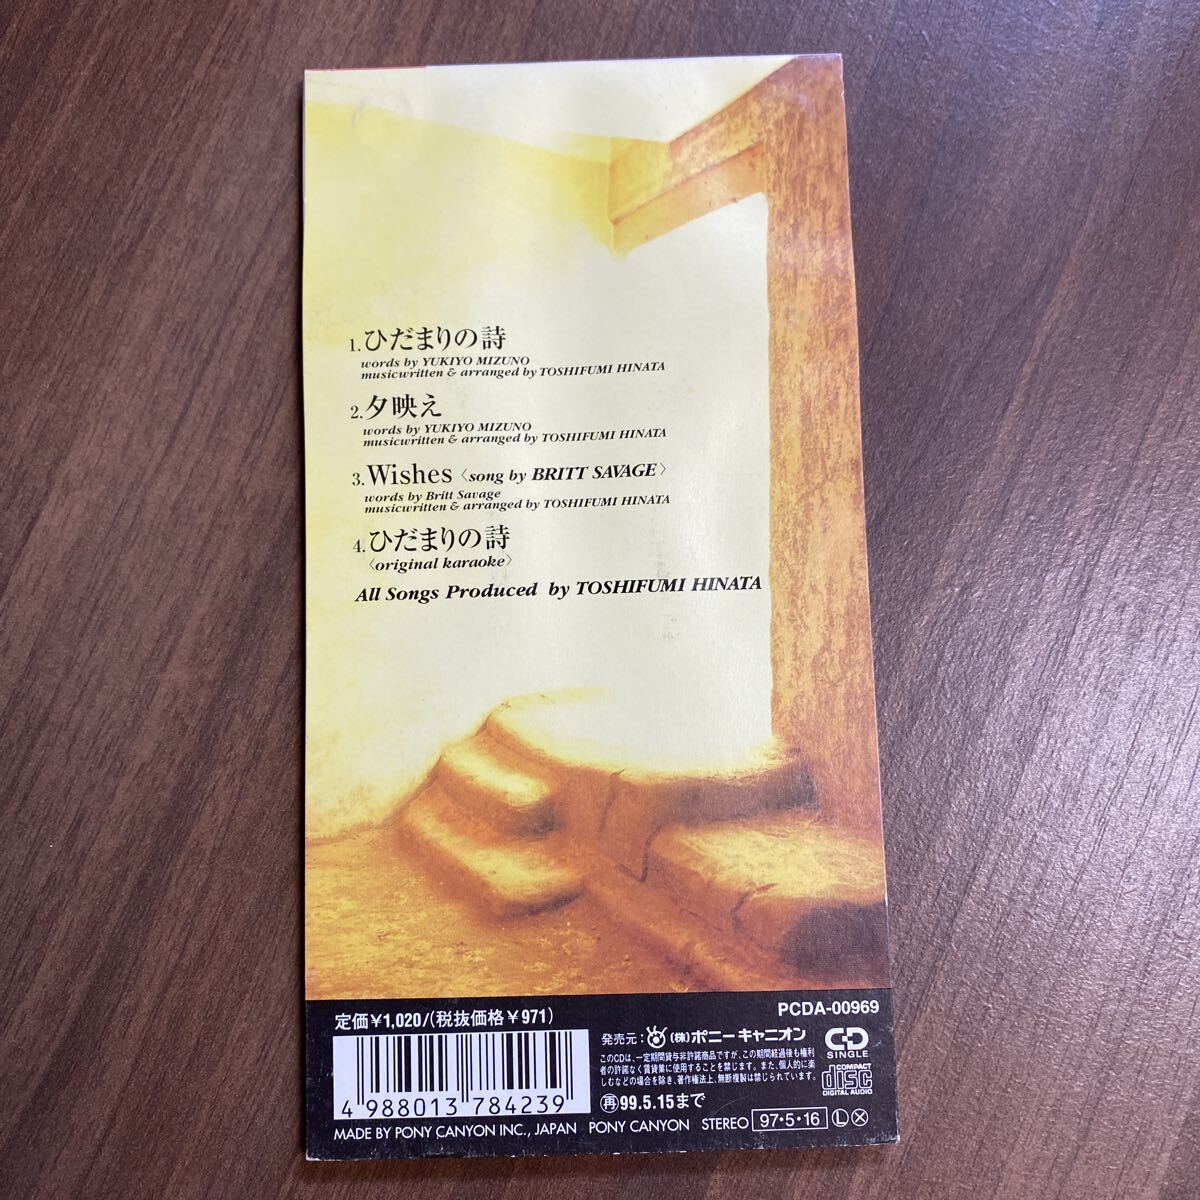 1.ひだまりの詩
words by YUKIYO MIZUNO
musicwritten & arranged by TOSHIFUMI HINATA
2.夕映え
words by YUKIYO MIZUNO
musicwritten & arranged by TOSHIFUMI HINATA
3.Wishes〈song by BRITT SAVAGE〉
words by Britt Savage
musicwritten & arranged by TOSHIFUMI HINATA
4.ひだまりの詩
〈original karaoke〉
All Songs Produced by TOSHIFUMI HINATA
PCDA-00969
定価￥1,020/(税抜価格￥971)
発売元：(株)ポニーキャニオン
このCDは、一定期間貸与非許諾商品ですが、この期間経過後も権利
者の許諾なく賃貸業に使用することを禁じます。また、個人的に楽
しむなどの場合を除き、著作権法上、無断複製は禁じられています。
CD
SINGLE
COMPACT
disc
DIGITAL AUDIO
4 988013 784239
再99.5.15まで
MADE BY PONY CANYON INC., JAPAN PONY CANYON STEREO 97・5・16 L X